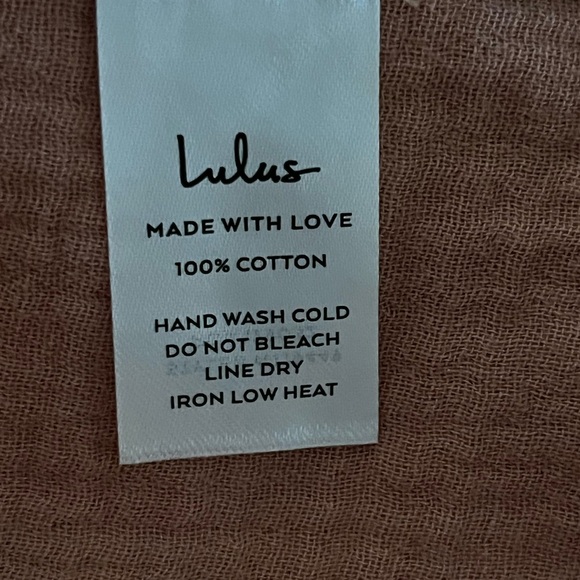 Lulus
MADE WITH LOVE
100% COTTON
HAND WASH COLD
DO NOT BLEACH
LINE DRY
IRON LOW HEAT